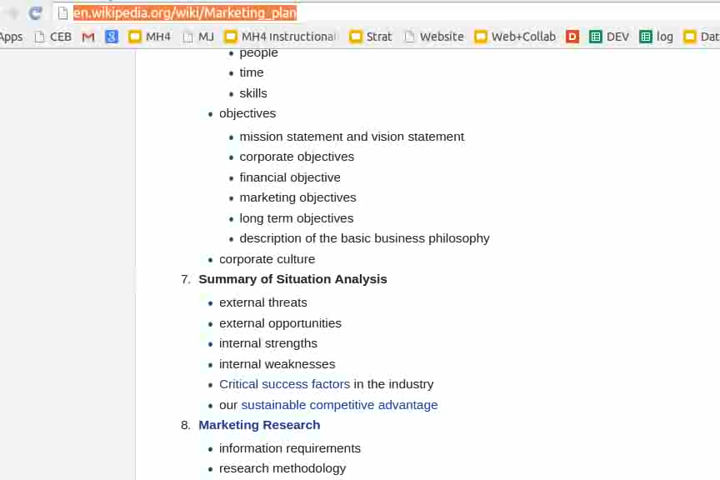 en.wikipedia.org/wiki/Marketing_plan
Apps CEB MH4 MJ MH4 Instructional Strat Website Web+Collab D DEV log Dat
people
time
skills
objectives
mission statement and vision statement
corporate objectives
financial objective
marketing objectives
long term objectives
description of the basic business philosophy
corporate culture
7. Summary of Situation Analysis
external threats
external opportunities
internal strengths
internal weaknesses
Critical success factors in the industry
our sustainable competitive advantage
8. Marketing Research
information requirements
research methodology